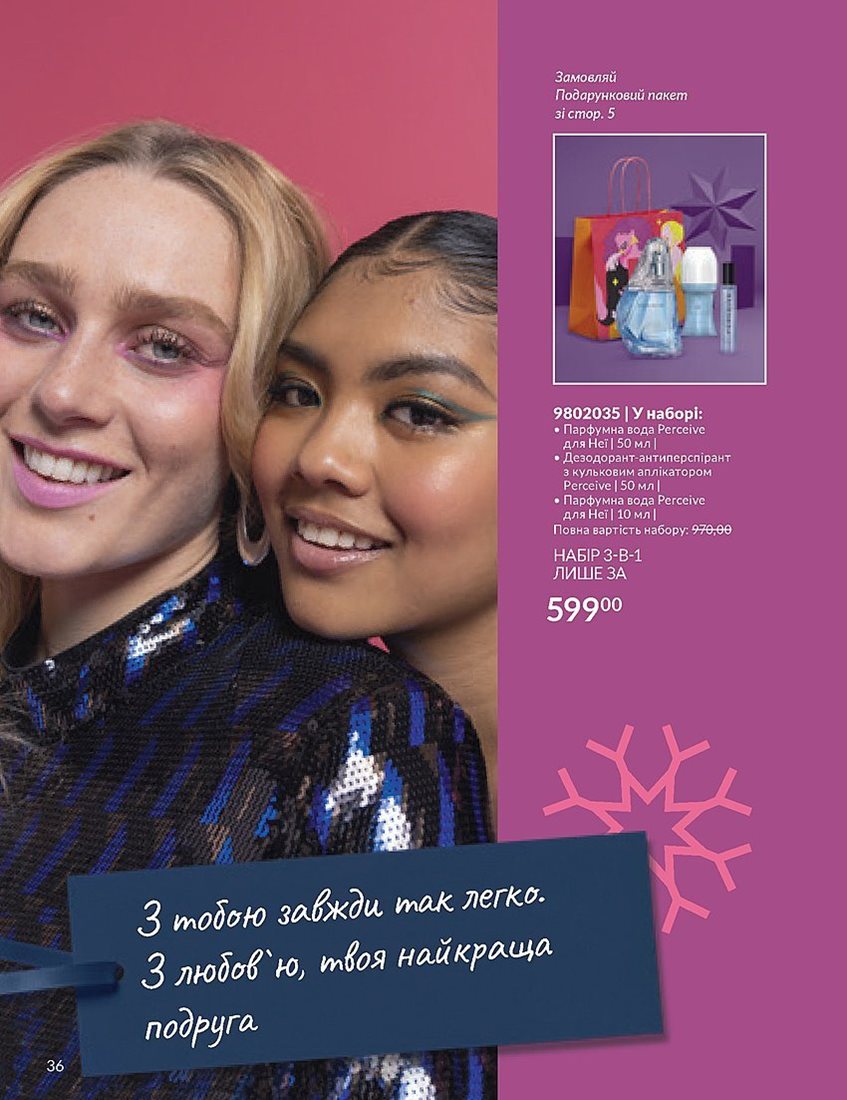 Замовляй
Подарунковий пакет
зі стор. 5
9802035 | У наборі:
• Парфумна вода Perceive
для Неї | 50 мл |
• Дезодорант-антиперспірант
з кульковим аплікатором
Perceive | 50 мл |
• Парфумна вода Perceive
для Неї | 10 мл |
Повна вартість набору: 970,00
НАБІР 3-В-1
ЛИШЕ ЗА
599⁰⁰
З тобою завжди так легко.
З любов`ю, твоя найкраща
подруга
36